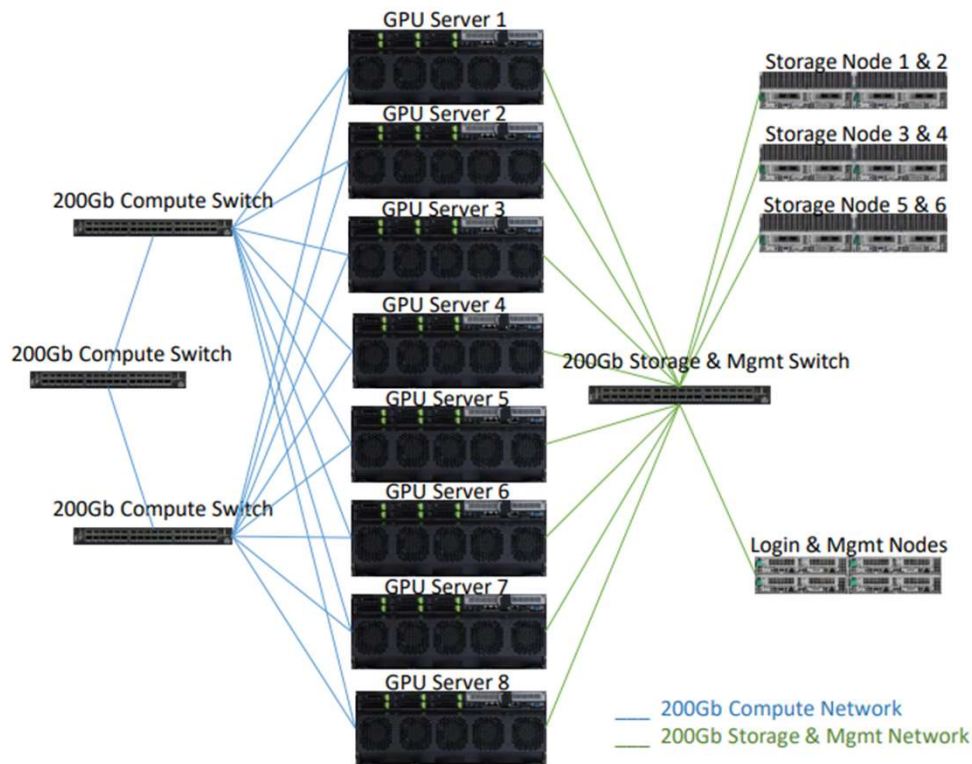 GPU Server 1
Storage Node 1 & 2
GPU Server 2
Storage Node 3 & 4
200Gb Compute Switch
GPU Server 3
Storage Node 5 & 6
GPU Server 4
200Gb Compute Switch
200Gb Storage & Mgmt Switch
GPU Server 5
GPU Server 6
200Gb Compute Switch
Login & Mgmt Nodes
GPU Server 7
GPU Server 8
___ 200Gb Compute Network
___ 200Gb Storage & Mgmt Network